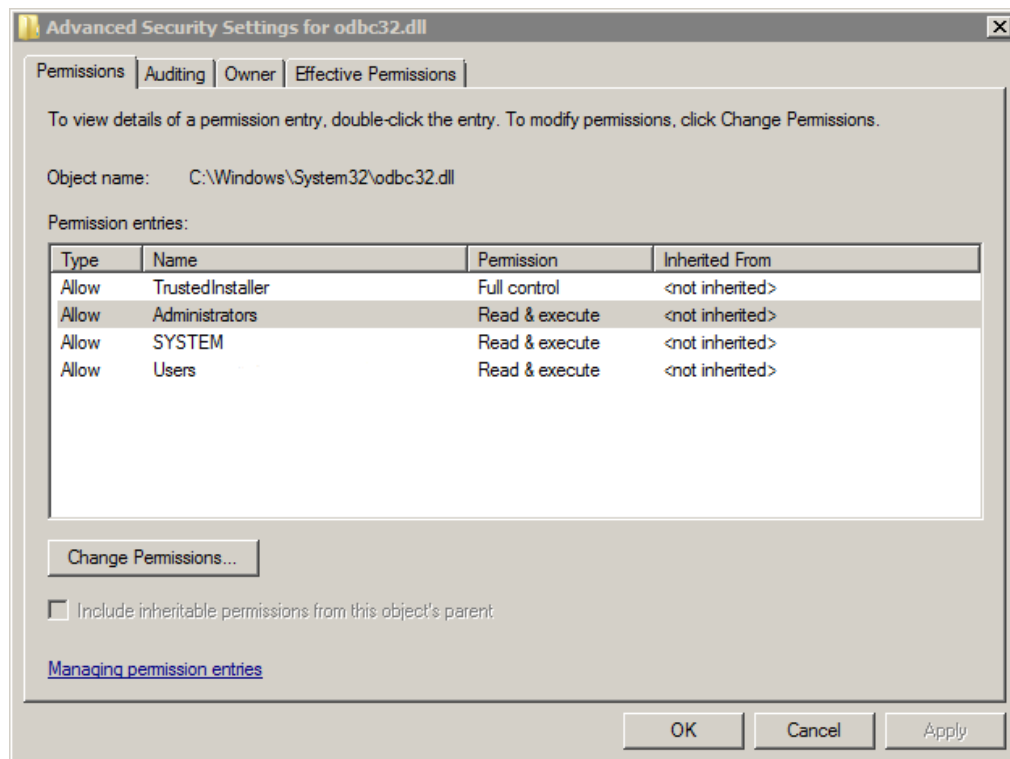 Advanced Security Settings for odbc32.dll
Permissions Auditing Owner Effective Permissions
To view details of a permission entry, double-click the entry. To modify permissions, click Change Permissions.
Object name: C:\Windows\System32\odbc32.dll
Permission entries:
Type Name Permission Inherited From
Allow TrustedInstaller Full control <not inherited>
Allow Administrators Read & execute <not inherited>
Allow SYSTEM Read & execute <not inherited>
Allow Users Read & execute <not inherited>
Change Permissions...
Include inheritable permissions from this object's parent
Managing permission entries
OK Cancel Apply